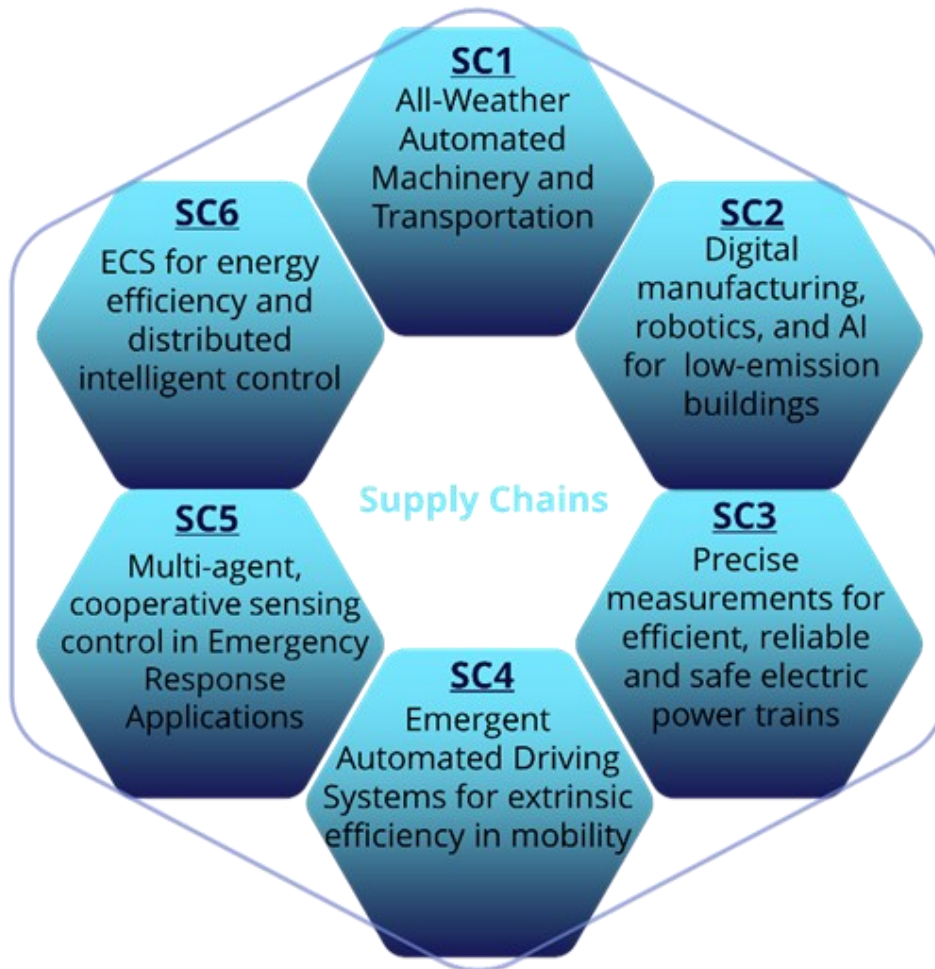 SC1
All-Weather
Automated
Machinery and
Transportation
SC2
Digital
manufacturing,
robotics, and AI
for low-emission
buildings
SC3
Precise
measurements for
efficient, reliable
and safe electric
power trains
SC4
Emergent
Automated Driving
Systems for extrinsic
efficiency in mobility
SC5
Multi-agent,
cooperative sensing
control in Emergency
Response
Applications
SC6
ECS for energy
efficiency and
distributed
intelligent control
Supply Chains